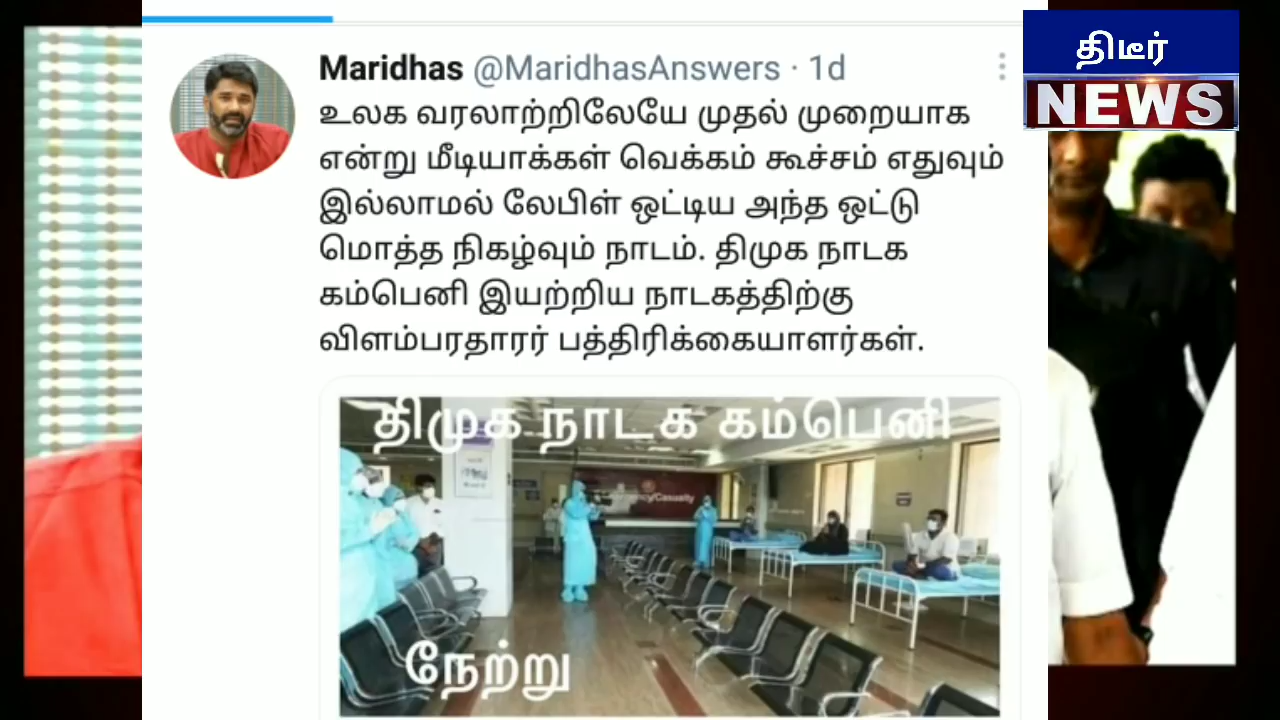 திடீர்
NEWS
Maridhas @MaridhasAnswers · 1d
உலக வரலாற்றிலேயே முதல் முறையாக
என்று மீடியாக்கள் வெக்கம் கூச்சம் எதுவும்
இல்லாமல் லேபிள் ஒட்டிய அந்த ஒட்டு
மொத்த நிகழ்வும் நாடம். திமுக நாடக
கம்பெனி இயற்றிய நாடகத்திற்கு
விளம்பரதாரர் பத்திரிக்கையாளர்கள்.
திமுக நாடக கம்பெனி
/Casualty
நேற்று